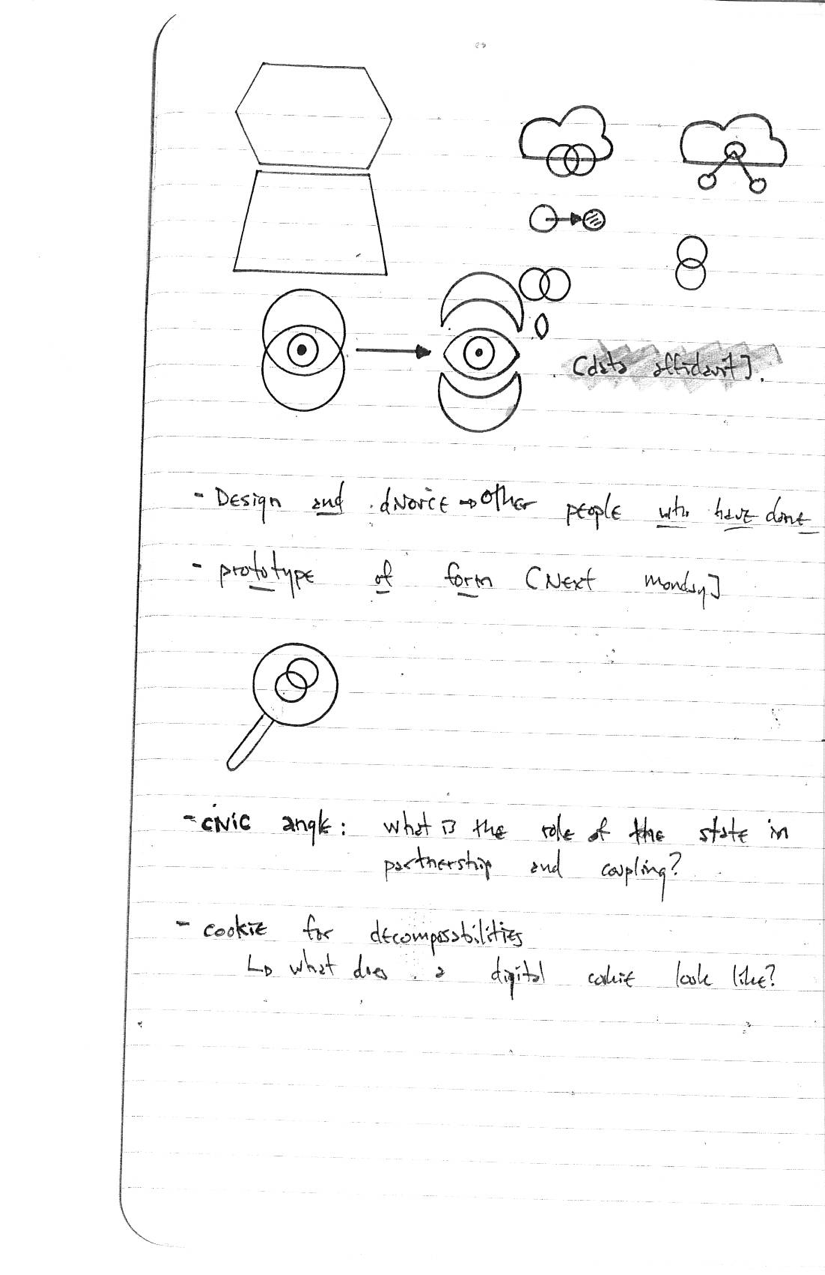 [data affidavit].
- Design and divorce → other people who have done
- prototype of form [Next monday]
- civic angle: what is the role of the state in
partnership and coupling?
- cookie for decomposabilities
↳ what does a digital cookie look like?